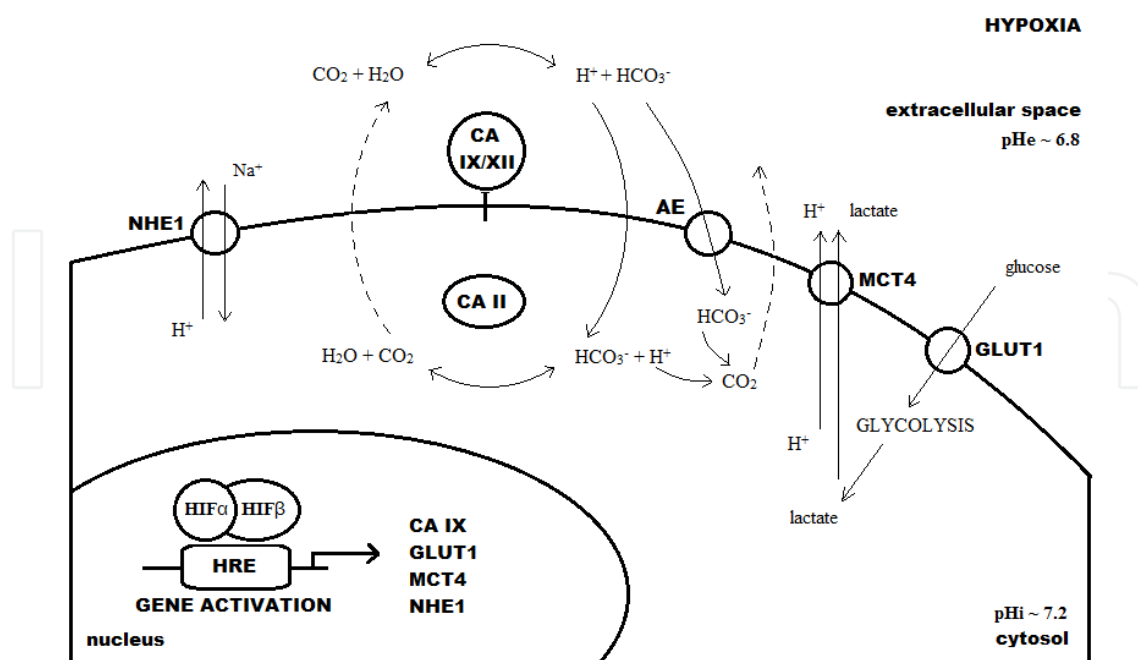 HYPOXIA
CO₂ + H₂O
H⁺ + HCO₃⁻
extracellular space
pHe ~ 6.8
CA
IX/XII
Na⁺
NHE1
AE
H⁺
lactate
glucose
MCT4
CA II
HCO₃⁻
H⁺
GLUT1
H₂O + CO₂
HCO₃⁻ + H⁺
CO₂
GLYCOLYSIS
H⁺
lactate
HIFα
HIFβ
HRE
GENE ACTIVATION
CA IX
GLUT1
MCT4
NHE1
nucleus
pHi ~ 7.2
cytosol